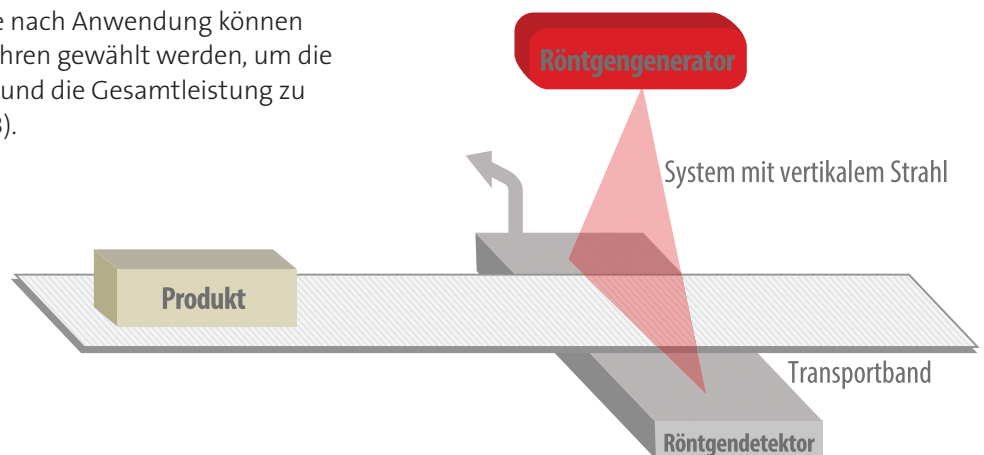 nach Anwendung können
hren gewählt werden, um die
und die Gesamtleistung zu
).
Röntgengenerator
System mit vertikalem Strahl
Produkt
Transportband
Röntgendetektor